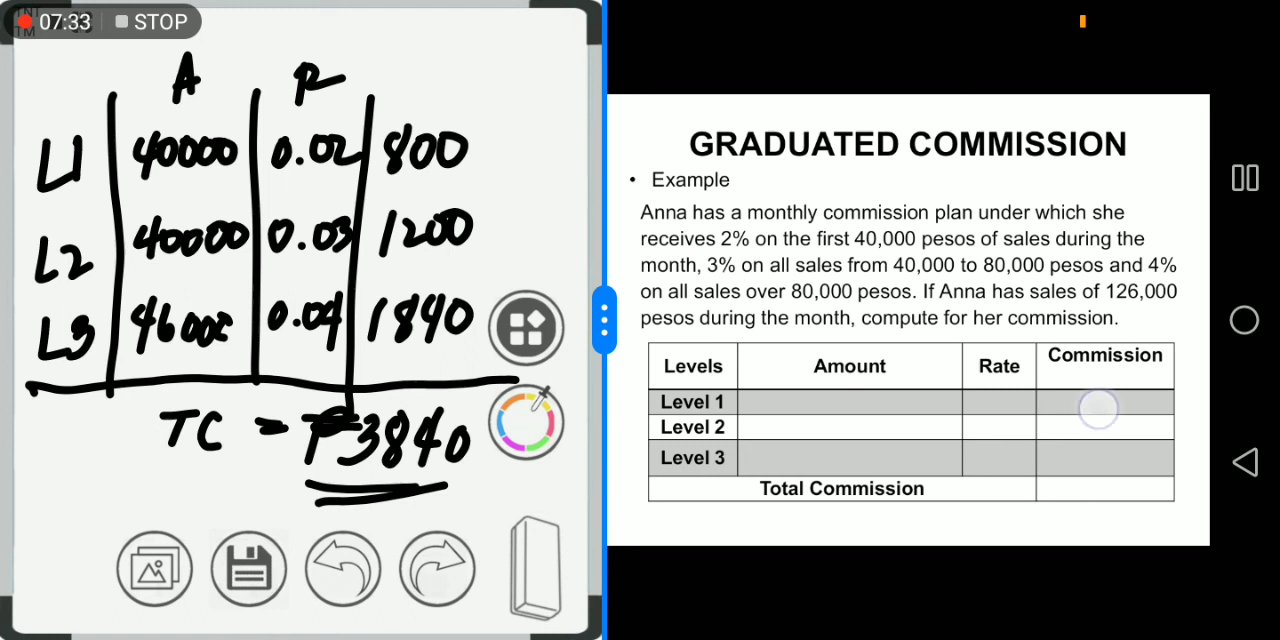 07:33 STOP
A R
L1 40000 0.02 800
L2 40000 0.03 1200
L3 46000 0.04 1840
TC = ₱3840
GRADUATED COMMISSION
• Example
Anna has a monthly commission plan under which she
receives 2% on the first 40,000 pesos of sales during the
month, 3% on all sales from 40,000 to 80,000 pesos and 4%
on all sales over 80,000 pesos. If Anna has sales of 126,000
pesos during the month, compute for her commission.
Levels Amount Rate Commission
Level 1
Level 2
Level 3
Total Commission